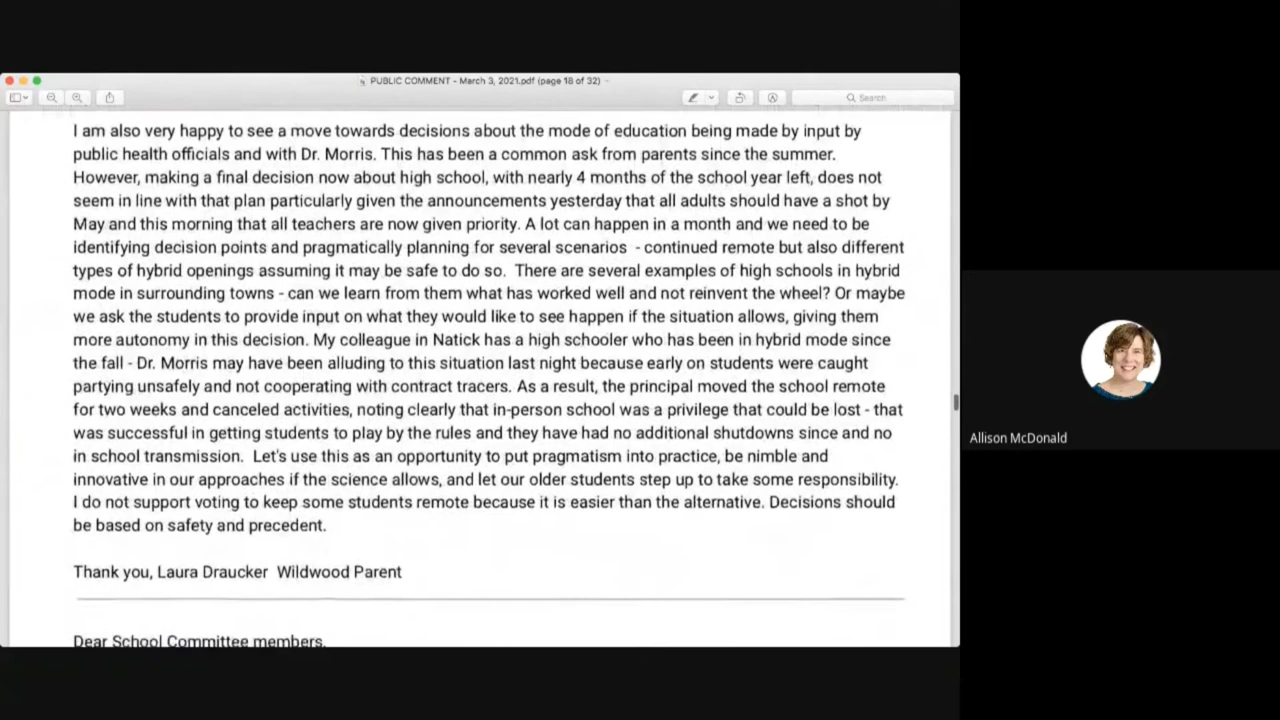 PUBLIC COMMENT - March 3, 2021.pdf (page 18 of 32)
Search
I am also very happy to see a move towards decisions about the mode of education being made by input by
public health officials and with Dr. Morris. This has been a common ask from parents since the summer.
However, making a final decision now about high school, with nearly 4 months of the school year left, does not
seem in line with that plan particularly given the announcements yesterday that all adults should have a shot by
May and this morning that all teachers are now given priority. A lot can happen in a month and we need to be
identifying decision points and pragmatically planning for several scenarios  - continued remote but also different
types of hybrid openings assuming it may be safe to do so.  There are several examples of high schools in hybrid
mode in surrounding towns - can we learn from them what has worked well and not reinvent the wheel? Or maybe
we ask the students to provide input on what they would like to see happen if the situation allows, giving them
more autonomy in this decision. My colleague in Natick has a high schooler who has been in hybrid mode since
the fall - Dr. Morris may have been alluding to this situation last night because early on students were caught
partying unsafely and not cooperating with contract tracers. As a result, the principal moved the school remote
for two weeks and canceled activities, noting clearly that in-person school was a privilege that could be lost - that
was successful in getting students to play by the rules and they have had no additional shutdowns since and no
in school transmission.  Let's use this as an opportunity to put pragmatism into practice, be nimble and
innovative in our approaches if the science allows, and let our older students step up to take some responsibility.
I do not support voting to keep some students remote because it is easier than the alternative. Decisions should
be based on safety and precedent.
Thank you, Laura Draucker  Wildwood Parent
Dear School Committee members,
Allison McDonald